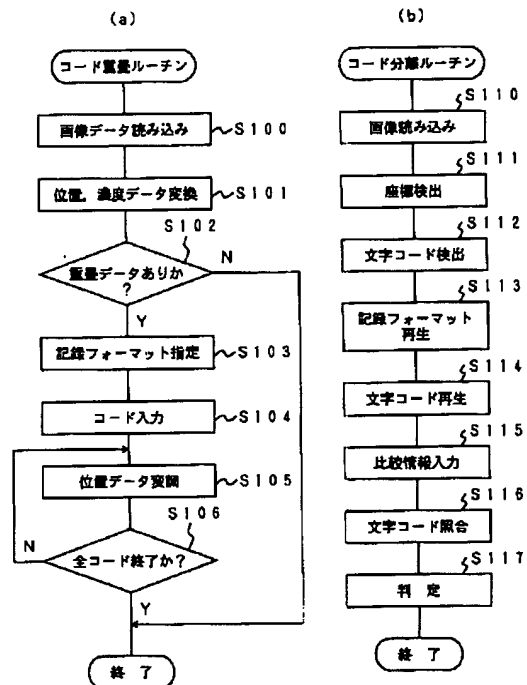 (a)
コード重畳ルーチン
画像データ読み込み
S100
位置，濃度データ変換
S101
S102
重畳データありか
?
N
Y
記録フォーマット指定
S103
コード入力
S104
位置データ変調
S105
S106
全コード終了か?
N
Y
終了
(b)
コード分離ルーチン
S110
画像読み込み
S111
座標検出
S112
文字コード検出
S113
記録フォーマット
再生
S114
文字コード再生
S115
比較情報入力
S116
文字コード照合
S117
判 定
終 了